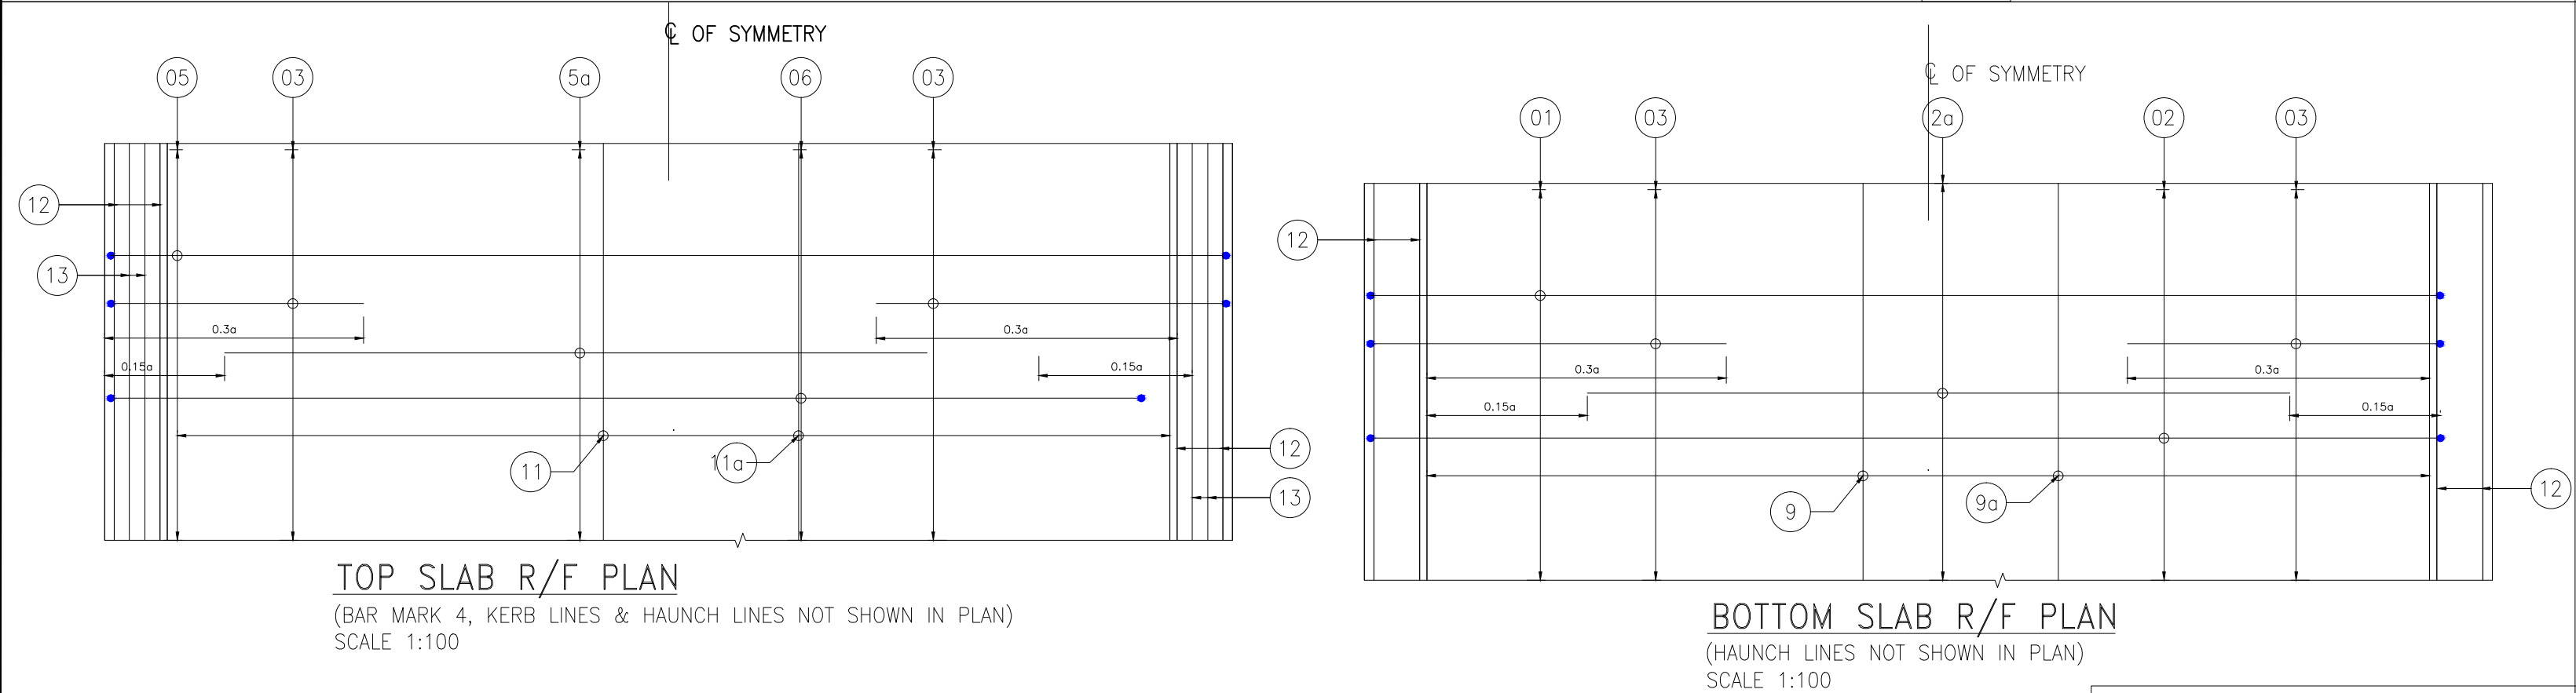 ℄ OF SYMMETRY
05
03
5a
06
03
12
13
0.3a
0.3a
0.15a
0.15a
11
11a
12
13
TOP SLAB R/F PLAN
(BAR MARK 4, KERB LINES & HAUNCH LINES NOT SHOWN IN PLAN)
SCALE 1:100
℄ OF SYMMETRY
01
03
2a
02
03
12
0.3a
0.3a
0.15a
0.15a
9
9a
12
BOTTOM SLAB R/F PLAN
(HAUNCH LINES NOT SHOWN IN PLAN)
SCALE 1:100